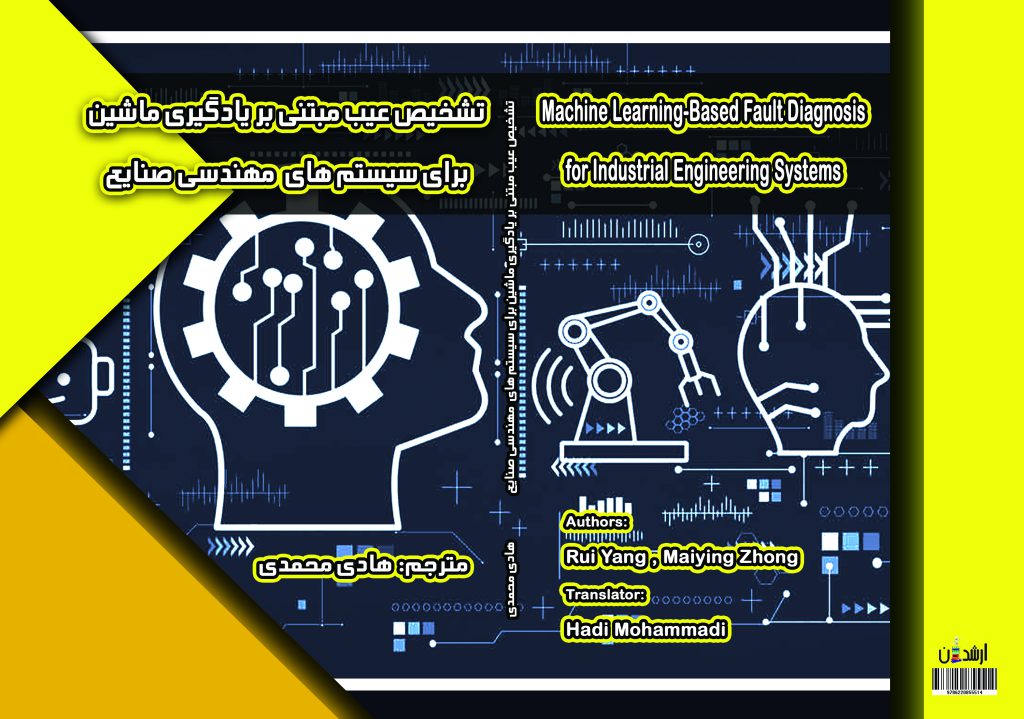 تشخیص عیب مبتنی بر یادگیری ماشین
برای سیستم های مهندسی صنایع
مترجم: هادی محمدی
تشخیص عیب مبتنی بر یادگیری ماشین برای سیستم های مهندسی صنایع
هادی محمدی
Machine Learning-Based Fault Diagnosis
for Industrial Engineering Systems
Authors:
Rui Yang , Maiying Zhong
Translator:
Hadi Mohammadi
ارشدان
9786220855514